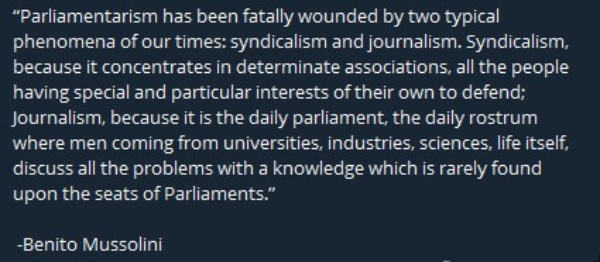 “Parliamentarism has been fatally wounded by two typical
phenomena of our times: syndicalism and journalism. Syndicalism,
because it concentrates in determinate associations, all the people
having special and particular interests of their own to defend;
Journalism, because it is the daily parliament, the daily rostrum
where men coming from universities, industries, sciences, life itself,
discuss all the problems with a knowledge which is rarely found
upon the seats of Parliaments.”
-Benito Mussolini